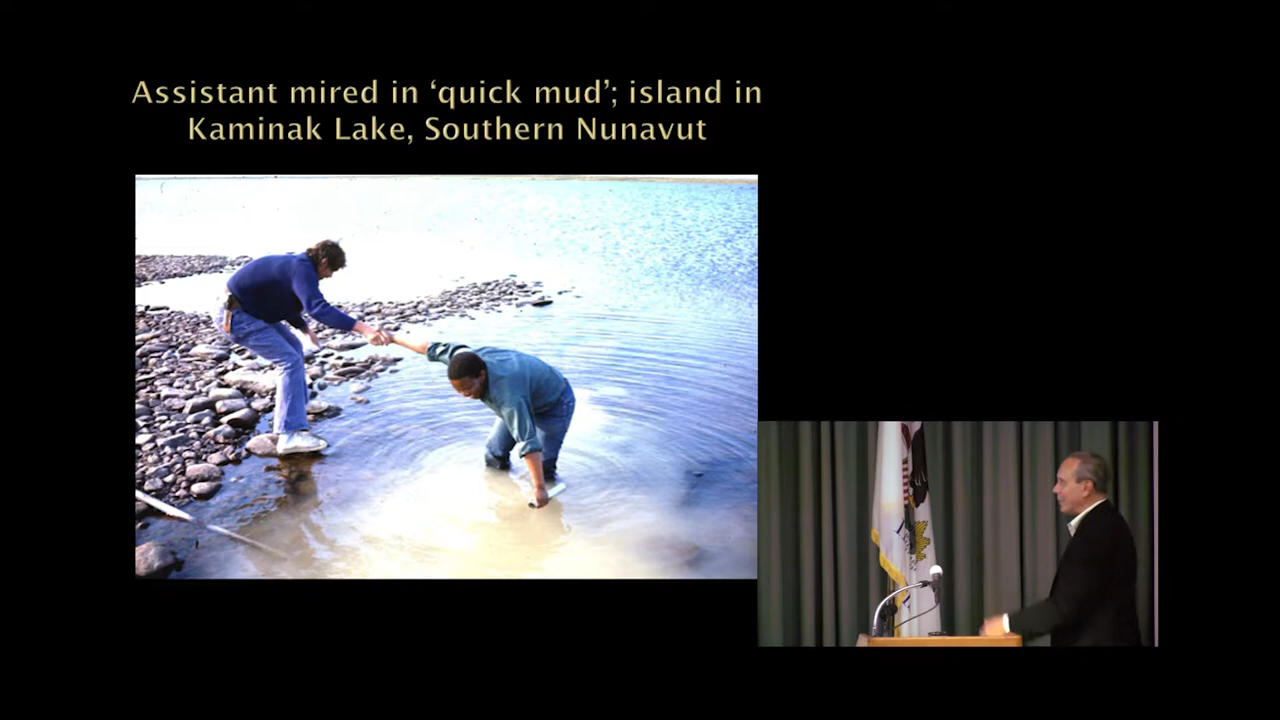 Assistant mired in ‘quick mud’; island in
Kaminak Lake, Southern Nunavut